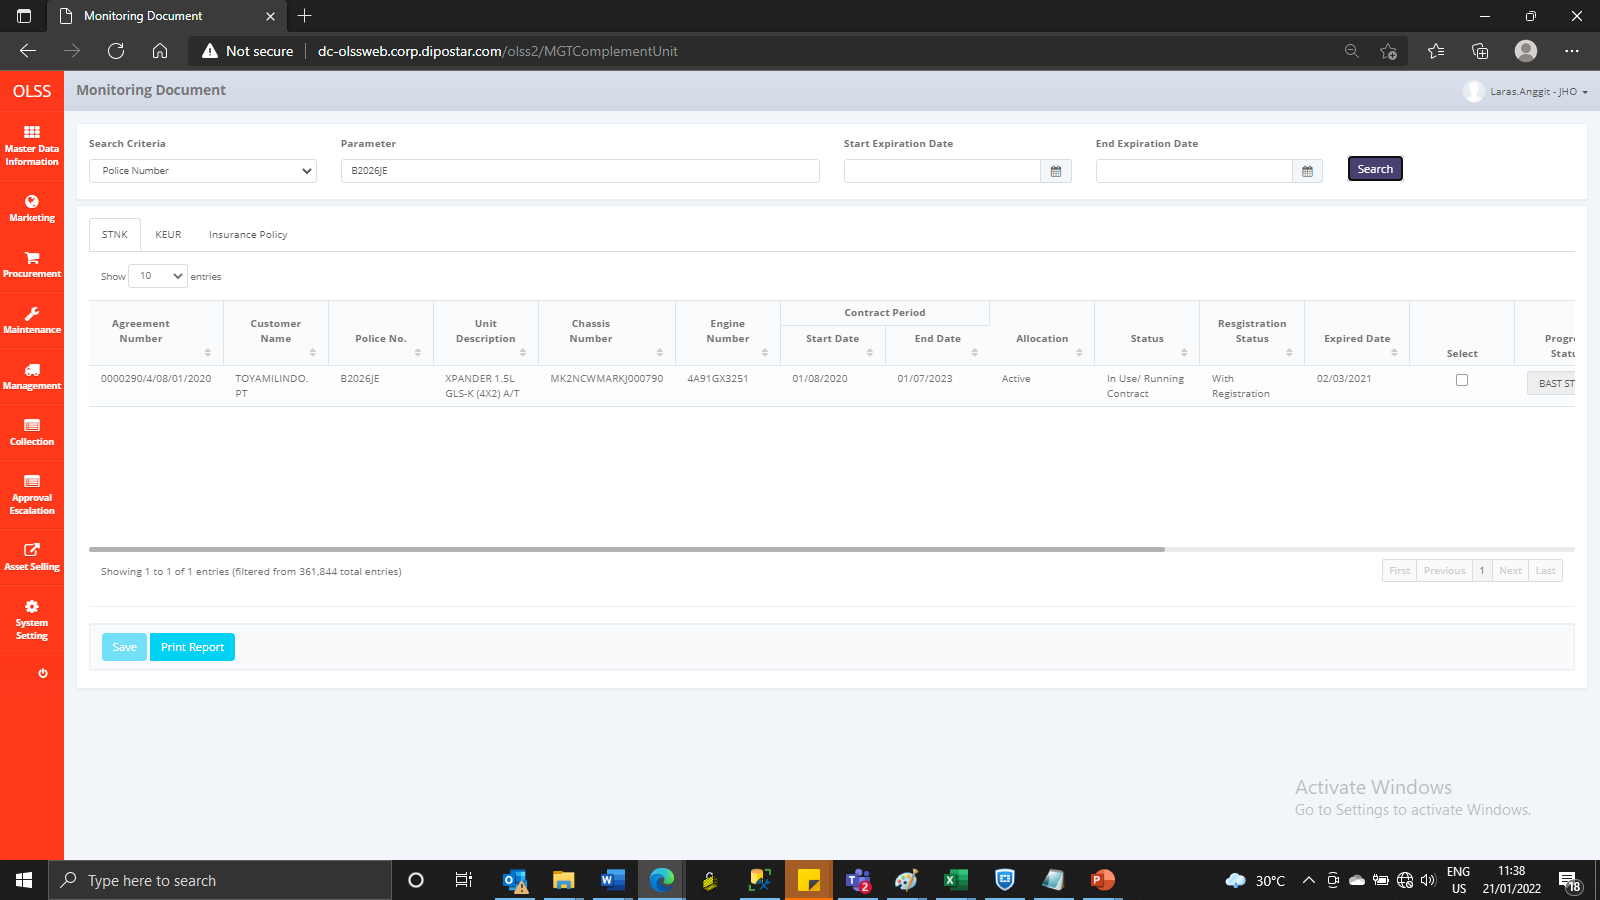 Monitoring Document
Not secure
dc-olssweb.corp.dipostar.com/olss2/MGTComplementUnit
OLSS
Monitoring Document
Laras.Anggit - JHO
Master Data
Information
Marketing
Procurement
Maintenance
Management
Collection
Approval
Escalation
Asset Selling
System
Setting
Search Criteria
Parameter
Start Expiration Date
End Expiration Date
Police Number
B2026JE
Search
STNK
KEUR
Insurance Policy
Show 10 entries
Agreement
Number
Customer
Name
Police No.
Unit
Description
Chassis
Number
Engine
Number
Contract Period
Start Date
End Date
Allocation
Status
Resgistration
Status
Expired Date
Select
Progr
Statu
0000290/4/08/01/2020
TOYAMILINDO.
PT
B2026JE
XPANDER 1.5L
GLS-K (4X2) A/T
MK2NCWMARKJ000790
4A91GX3251
01/08/2020
01/07/2023
Active
In Use/ Running
Contract
With
Registration
02/03/2021
BAST ST
Showing 1 to 1 of 1 entries (filtered from 361,844 total entries)
First
Previous
1
Next
Last
Save
Print Report
Activate Windows
Go to Settings to activate Windows.
Type here to search
2
30°C
ENG
US
11:38
21/01/2022
18